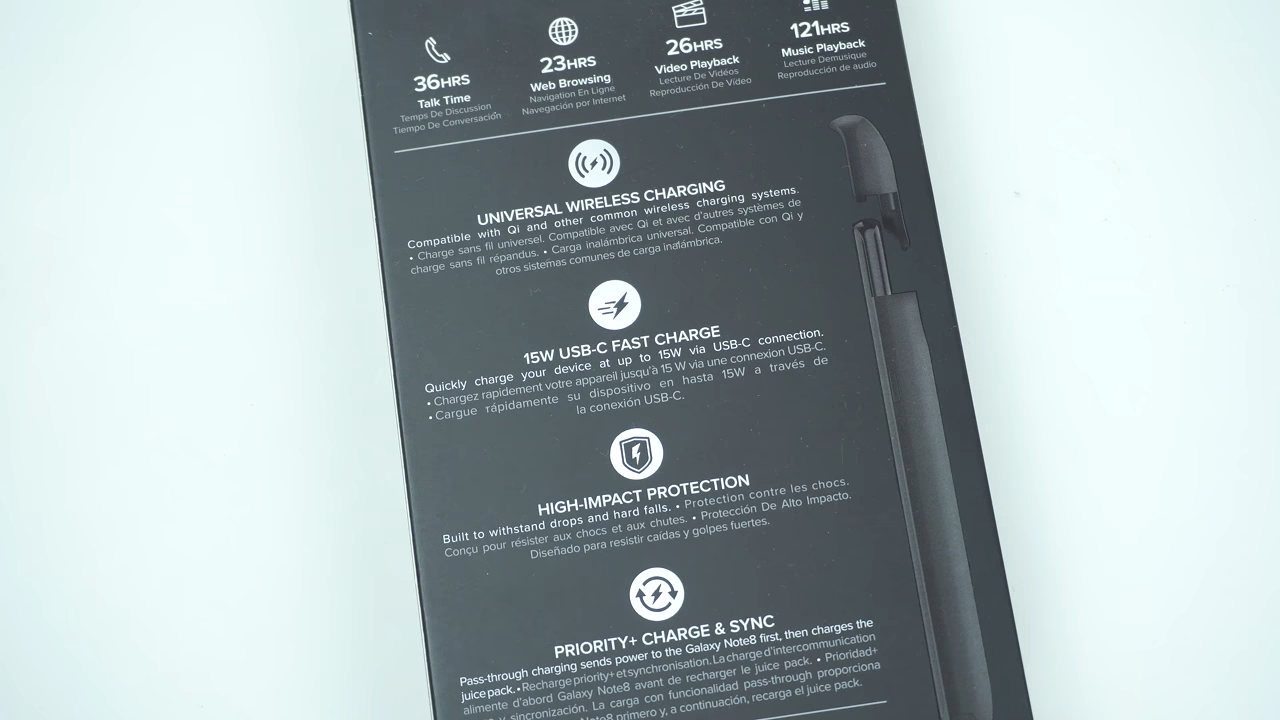 36HRS
Talk Time
Temps De Discussion
Tiempo De Conversación
23HRS
Web Browsing
Navigation En Ligne
Navegación por Internet
26HRS
Video Playback
Lecture De Vidéos
Reproducción De Vídeo
121HRS
Music Playback
Lecture Demusique
Reproducción de audio
UNIVERSAL WIRELESS CHARGING
Compatible with Qi and other common wireless charging systems.
• Charge sans fil universel. Compatible avec Qi et avec d'autres systèmes de
charge sans fil répandus. • Carga inalámbrica universal. Compatible con Qi y
otros sistemas comunes de carga inalámbrica.
15W USB-C FAST CHARGE
Quickly charge your device at up to 15W via USB-C connection.
• Chargez rapidement votre appareil jusqu'à 15 W via une connexion USB-C.
• Cargue rápidamente su dispositivo en hasta 15W a través de
la conexión USB-C.
HIGH-IMPACT PROTECTION
Built to withstand drops and hard falls. • Protection contre les chocs.
Conçu pour résister aux chocs et aux chutes. • Protección De Alto Impacto.
Diseñado para resistir caídas y golpes fuertes.
PRIORITY+ CHARGE & SYNC
Pass-through charging sends power to the Galaxy Note8 first, then charges the
juice pack. • Recharge priority+ et synchronisation. La charge d'intercommunication
alimente d'abord Galaxy Note8 avant de recharger le juice pack. • Prioridad+
y sincronización. La carga con funcionalidad pass-through proporciona
Note8 primero y, a continuación, recarga el juice pack.